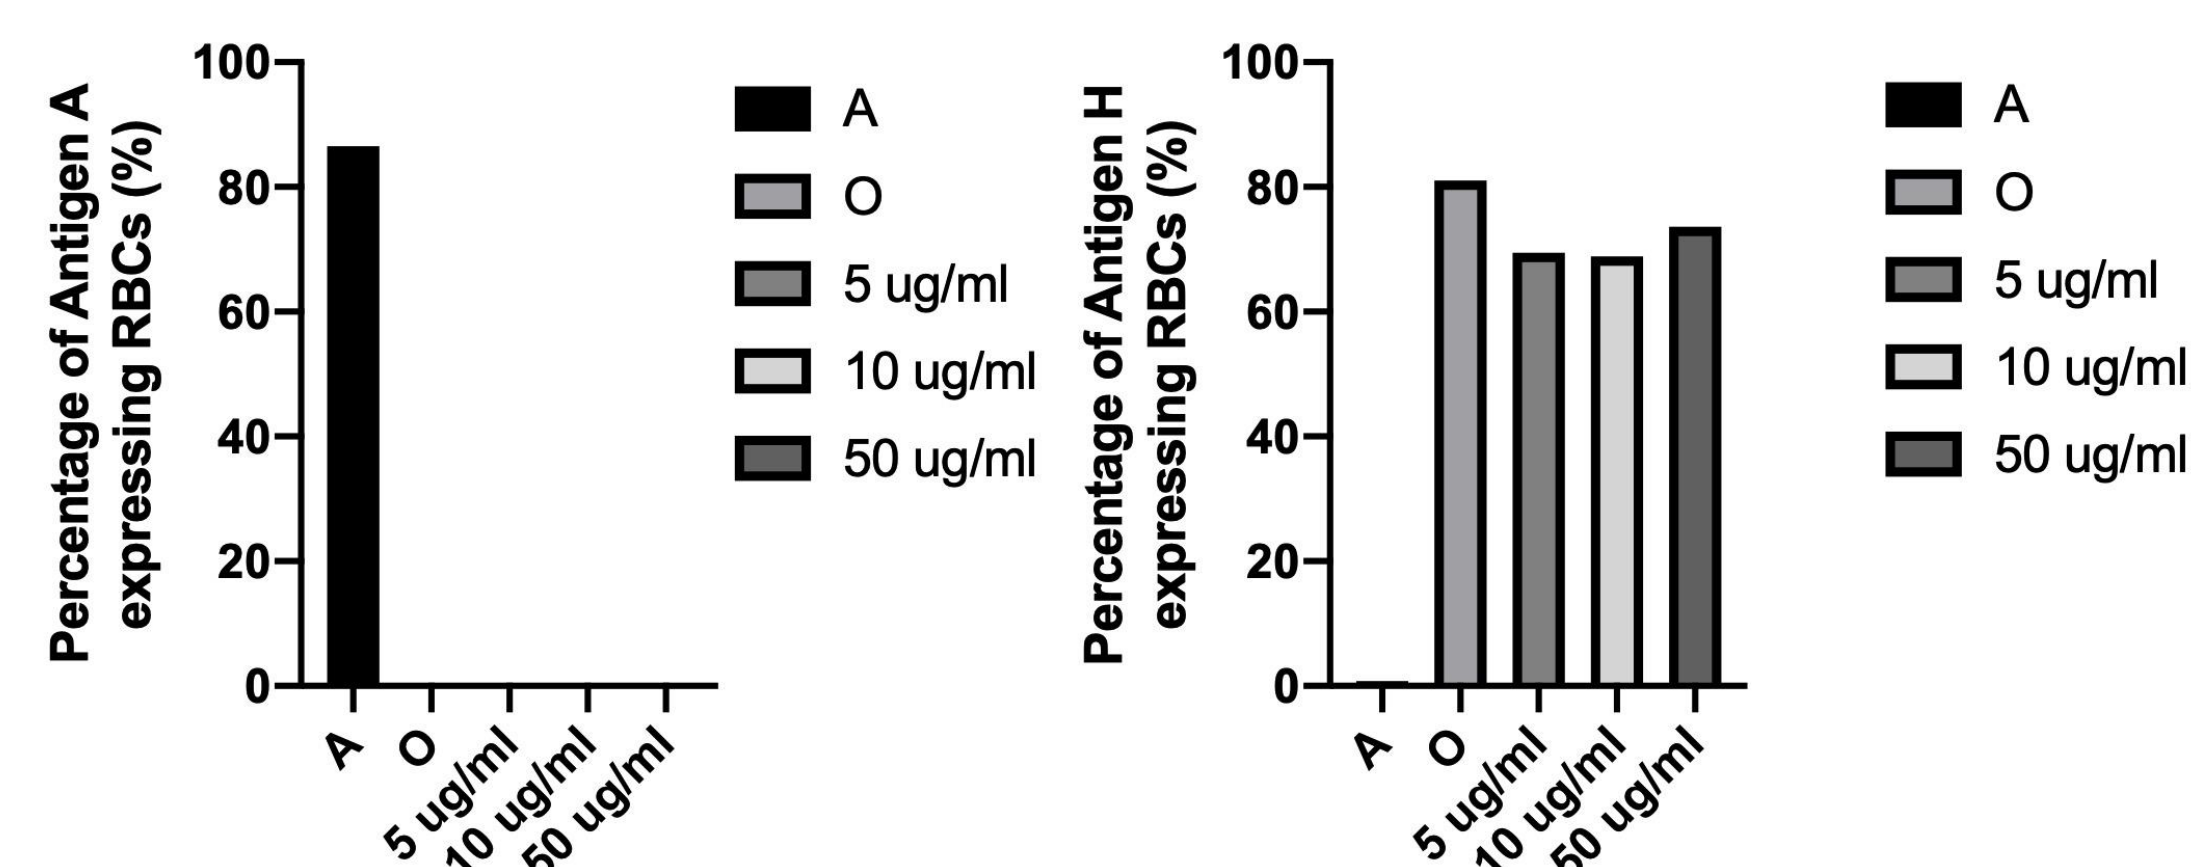 Percentage of Antigen A
expressing RBCs (%)
100
80
60
40
20
0
A
O
5 ug/ml
10 ug/ml
50 ug/ml
A
O
5 ug/ml
10 ug/ml
50 ug/ml
Percentage of Antigen H
expressing RBCs (%)
100
80
60
40
20
0
A
O
5 ug/ml
10 ug/ml
50 ug/ml
A
O
5 ug/ml
10 ug/ml
50 ug/ml